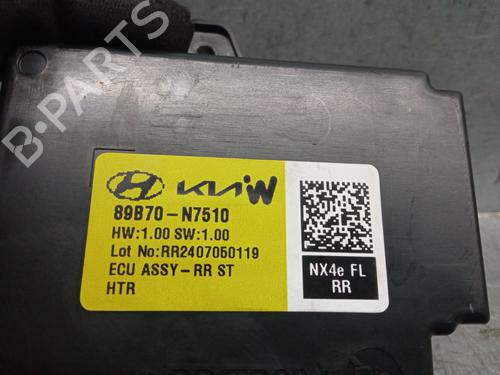 B-PARTS
KIA W
89B70-N7510
HW:1.00 SW:1.00
Lot No:RR2407050119
ECU ASSY-RR ST
HTR
NX4e FL
RR